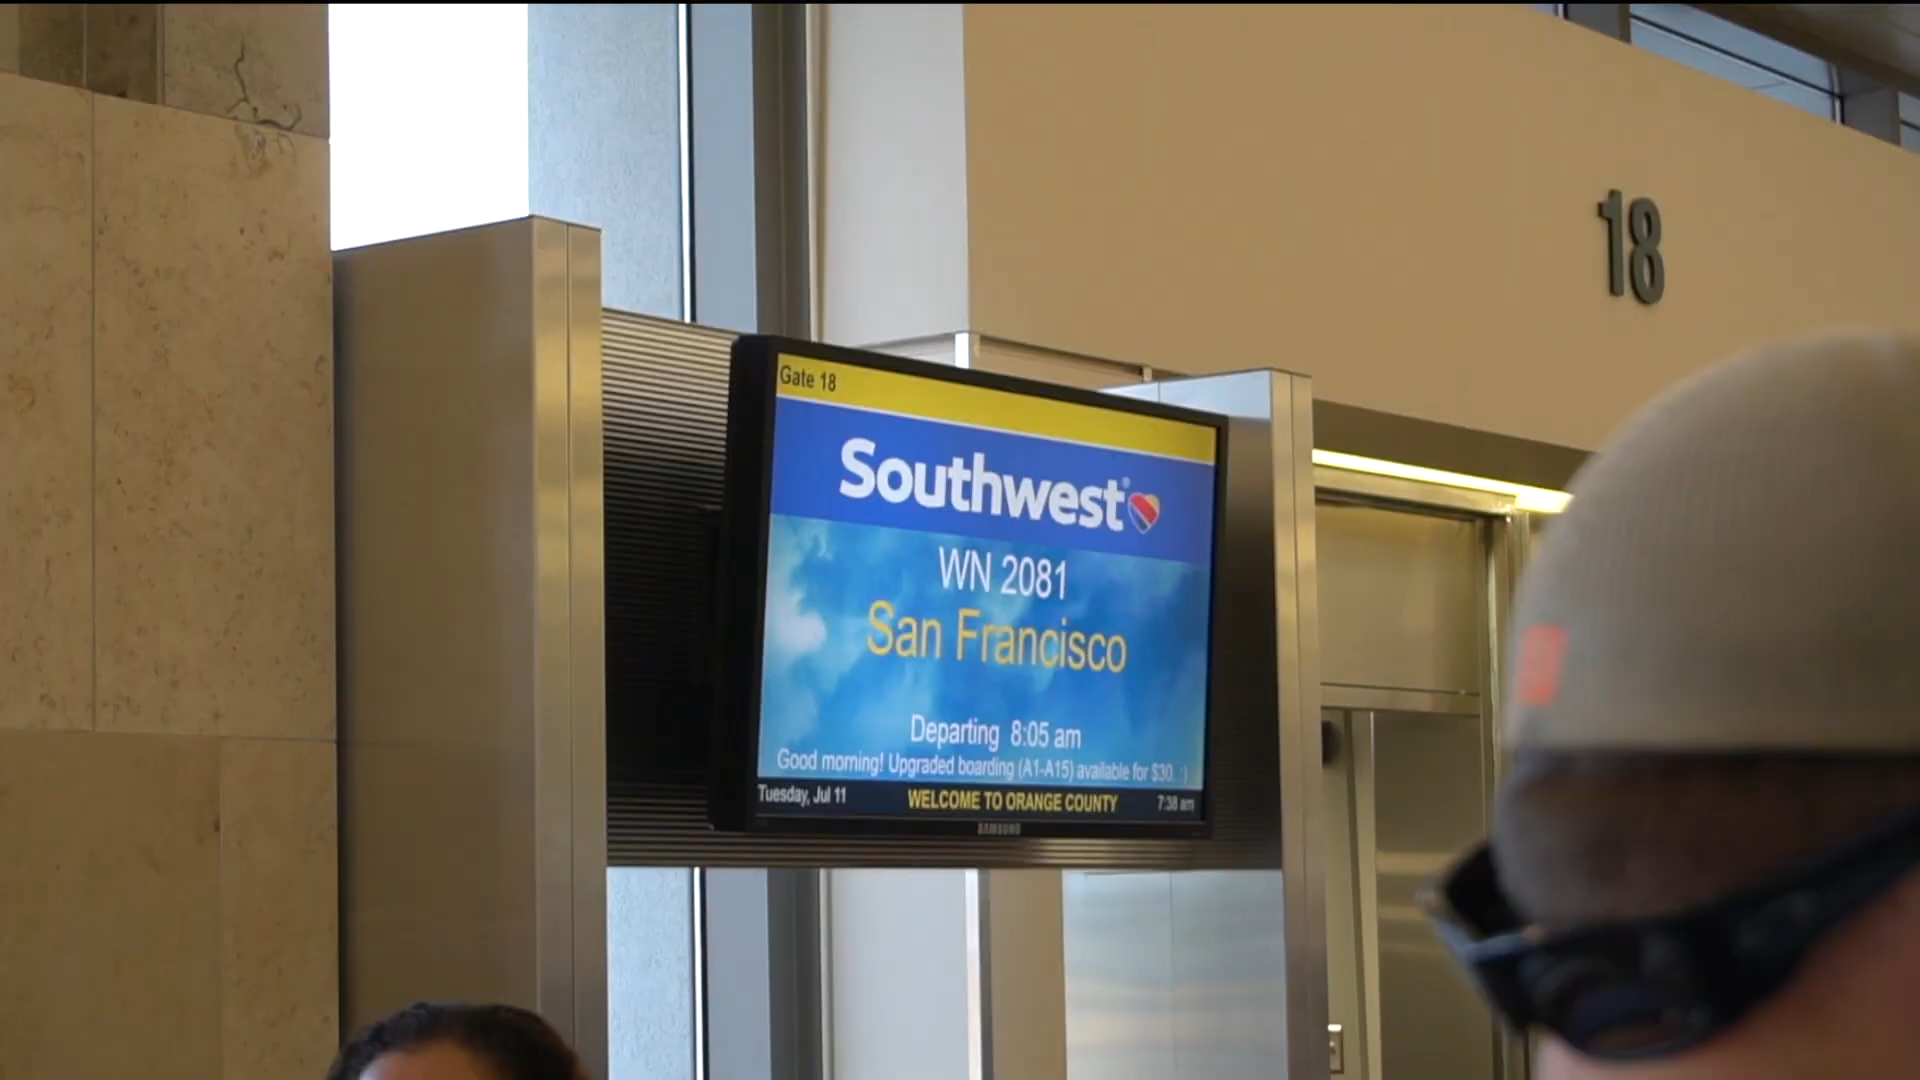 18
Gate 18
Southwest®
WN 2081
San Francisco
Departing 8:05 am
Good morning! Upgraded boarding (A1-A15) available for $30. :)
Tuesday, Jul 11 WELCOME TO ORANGE COUNTY 7:38 am
SAMSUNG